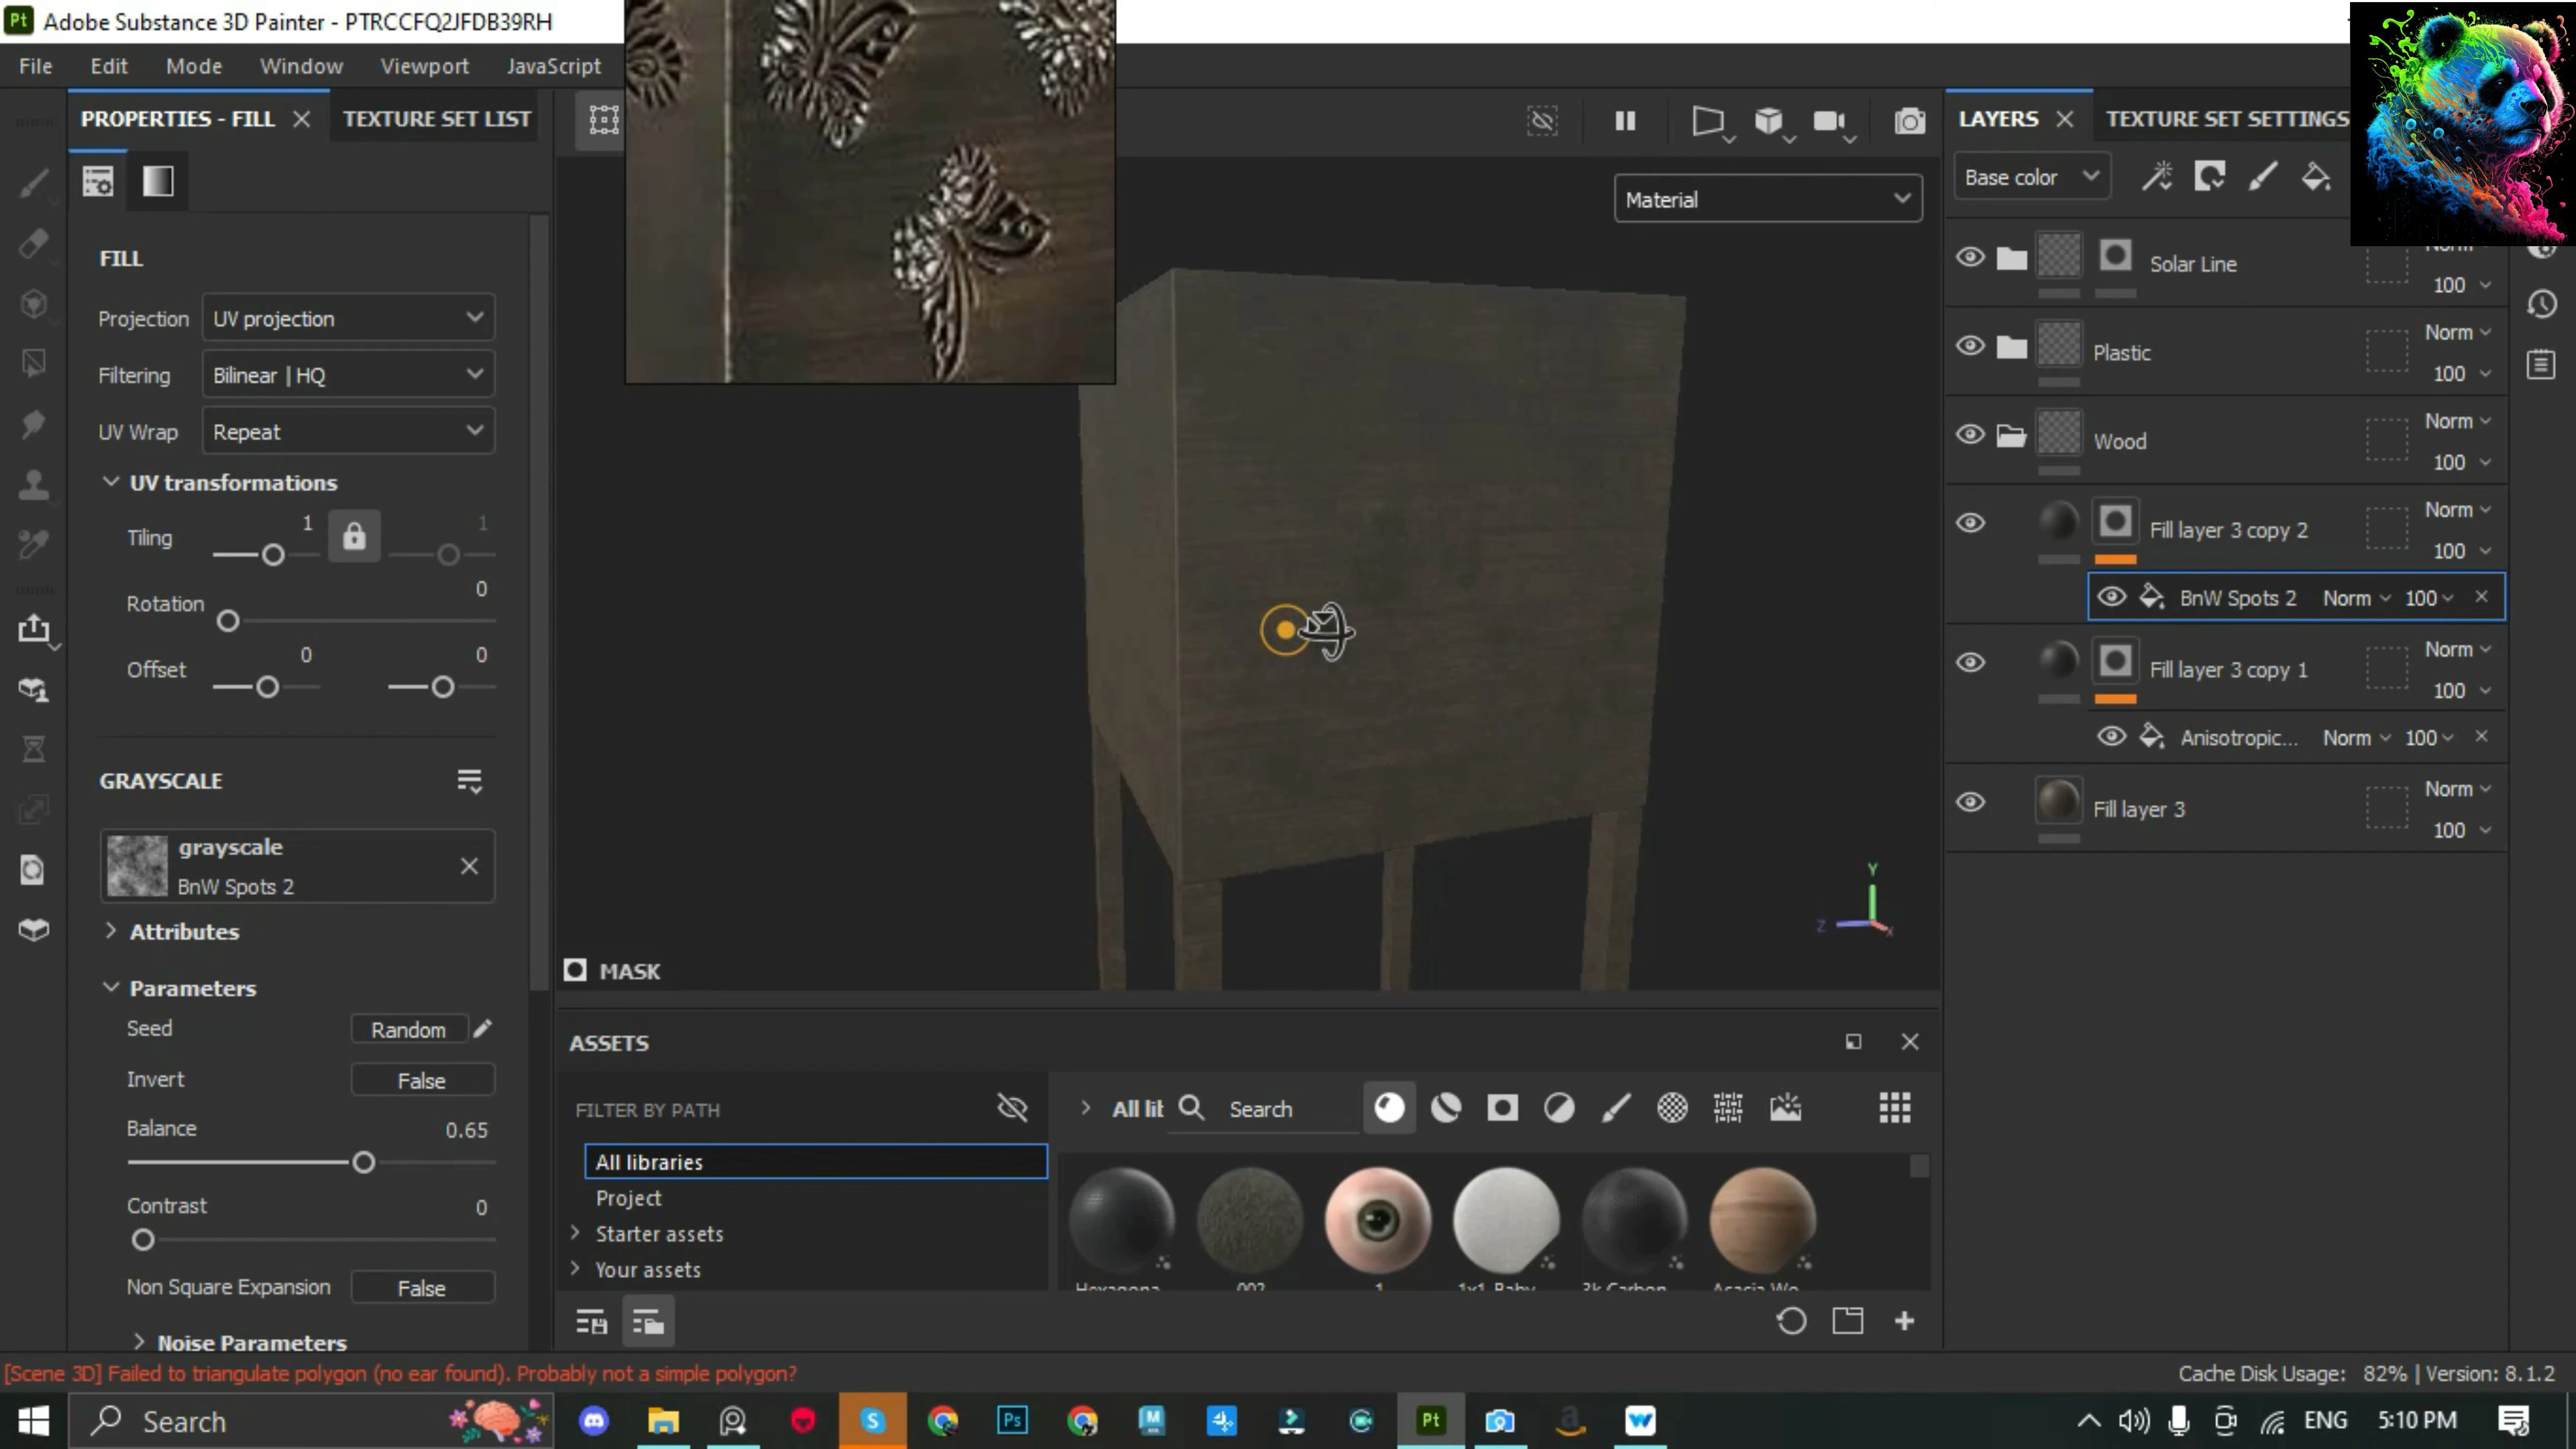 Pt Adobe Substance 3D Painter - PTRCCFQ2JFDB39RH
File Edit Mode Window Viewport JavaScript
PROPERTIES - FILL TEXTURE SET LIST
FILL
Projection UV projection
Filtering Bilinear | HQ
UV Wrap Repeat
UV transformations
Tiling 1 1
Rotation 0
Offset 0 0
GRAYSCALE
grayscale
BnW Spots 2
Attributes
Parameters
Seed Random
Invert False
Balance 0.65
Contrast 0
Non Square Expansion False
Noise Parameters
Material
Y
Z
MASK
ASSETS
FILTER BY PATH
All libraries
Project
Starter assets
Your assets
All lit Search
LAYERS TEXTURE SET SETTINGS
Base color
Solar Line
100
Plastic Norm
100
Wood Norm
100
Fill layer 3 copy 2 Norm
100
BnW Spots 2 Norm 100
Fill layer 3 copy 1 Norm
100
Anisotropic... Norm 100
Fill layer 3 Norm
100
[Scene 3D] Failed to triangulate polygon (no ear found). Probably not a simple polygon?
Cache Disk Usage: 82% | Version: 8.1.2
Search
Ps
Pt
ENG 5:10 PM